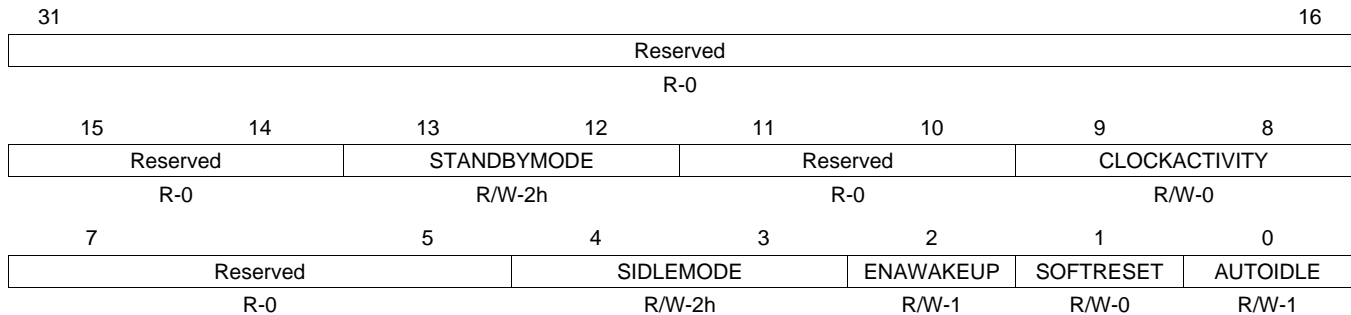 31 16
Reserved
R-0
15 14 13 12 11 10 9 8
Reserved STANDBYMODE Reserved CLOCKACTIVITY
R-0 R/W-2h R-0 R/W-0
7 5 4 3 2 1 0
Reserved SIDLEMODE ENAWAKEUP SOFTRESET AUTOIDLE
R-0 R/W-2h R/W-1 R/W-0 R/W-1